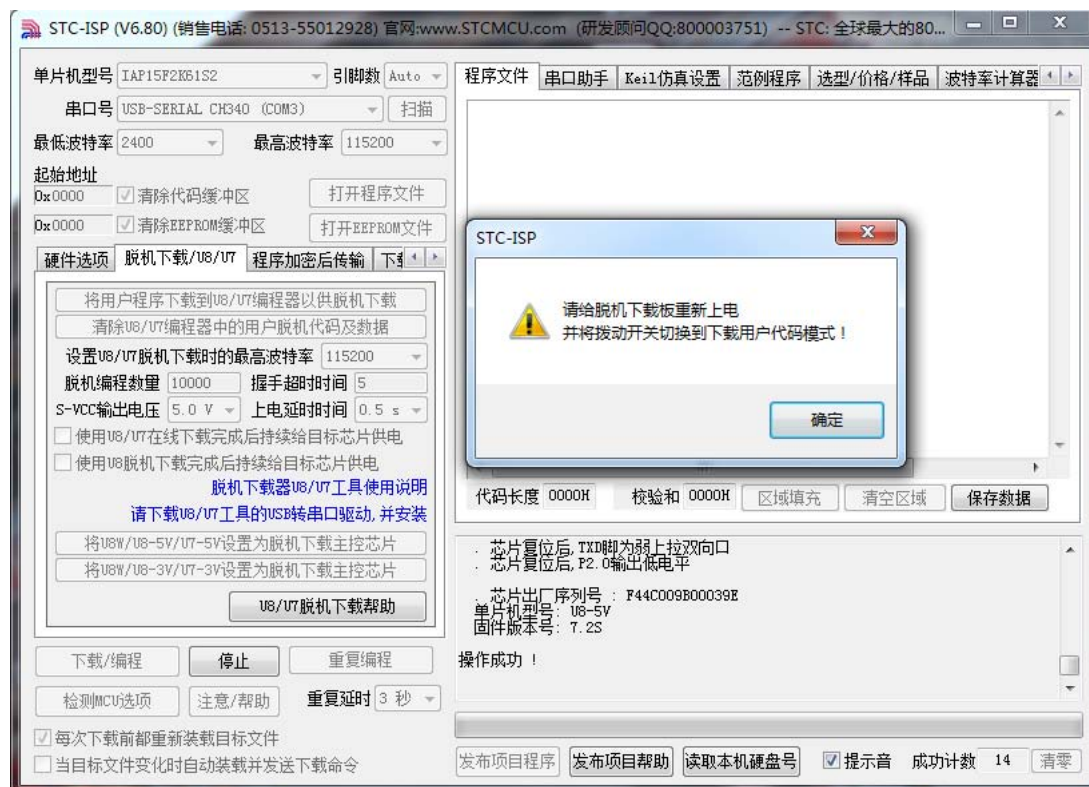 STC-ISP (V6.80) (销售电话: 0513-55012928) 官网:www.STCMCU.com (研发顾问QQ:800003751) -- STC: 全球最大的80...
单片机型号 IAP15F2K61S2 引脚数 Auto
串口号 USB-SERIAL CH340 (COM3) 扫描
最低波特率 2400 最高波特率 115200
起始地址
0x0000 清除代码缓冲区 打开程序文件
0x0000 清除EEPROM缓冲区 打开EEPROM文件
硬件选项 脱机下载/U8/U7 程序加密后传输
将用户程序下载到U8/U7编程器以供脱机下载
清除U8/U7编程器中的用户脱机代码及数据
设置U8/U7脱机下载时的最高波特率 115200
脱机编程数量 10000 握手超时时间 5
S-VCC输出电压 5.0 V 上电延时时间 0.5 s
使用U8/U7在线下载完成后持续给目标芯片供电
使用U8脱机下载完成后持续给目标芯片供电
脱机下载器U8/U7工具使用说明
请下载U8/U7工具的USB转串口驱动,并安装
将U8W/U8-5V/U7-5V设置为脱机下载主控芯片
将U8W/U8-3V/U7-3V设置为脱机下载主控芯片
U8/U7脱机下载帮助
下载/编程 停止 重复编程
检测MCU选项 注意/帮助 重复延时 3 秒
每次下载前都重新装载目标文件
当目标文件变化时自动装载并发送下载命令
程序文件 串口助手 Keil仿真设置 范例程序 选型/价格/样品 波特率计算器
STC-ISP
请给脱机下载板重新上电
并将拨动开关切换到下载用户代码模式！
确定
代码长度 0000H 校验和 0000H 区域填充 清空区域 保存数据
. 芯片复位后,TXD脚为弱上拉双向口
. 芯片复位后,P2.0输出低电平
. 芯片出厂序列号 : F44C009B00039E
单片机型号: U8-5V
固件版本号: 7.2S
操作成功 !
发布项目程序 发布项目帮助 读取本机硬盘号 提示音 成功计数 14 清零